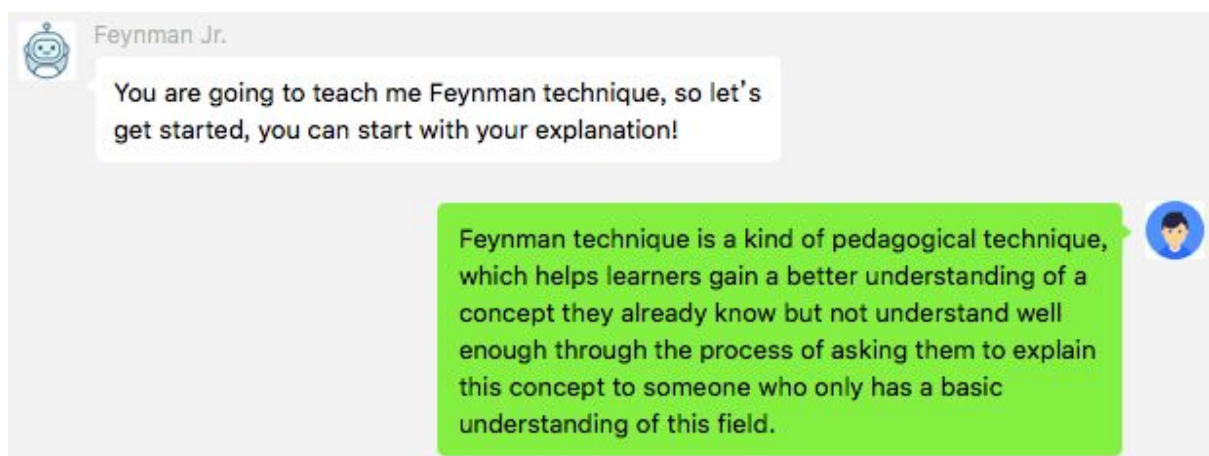 Feynman Jr.
You are going to teach me Feynman technique, so let's
get started, you can start with your explanation!
Feynman technique is a kind of pedagogical technique,
which helps learners gain a better understanding of a
concept they already know but not understand well
enough through the process of asking them to explain
this concept to someone who only has a basic
understanding of this field.